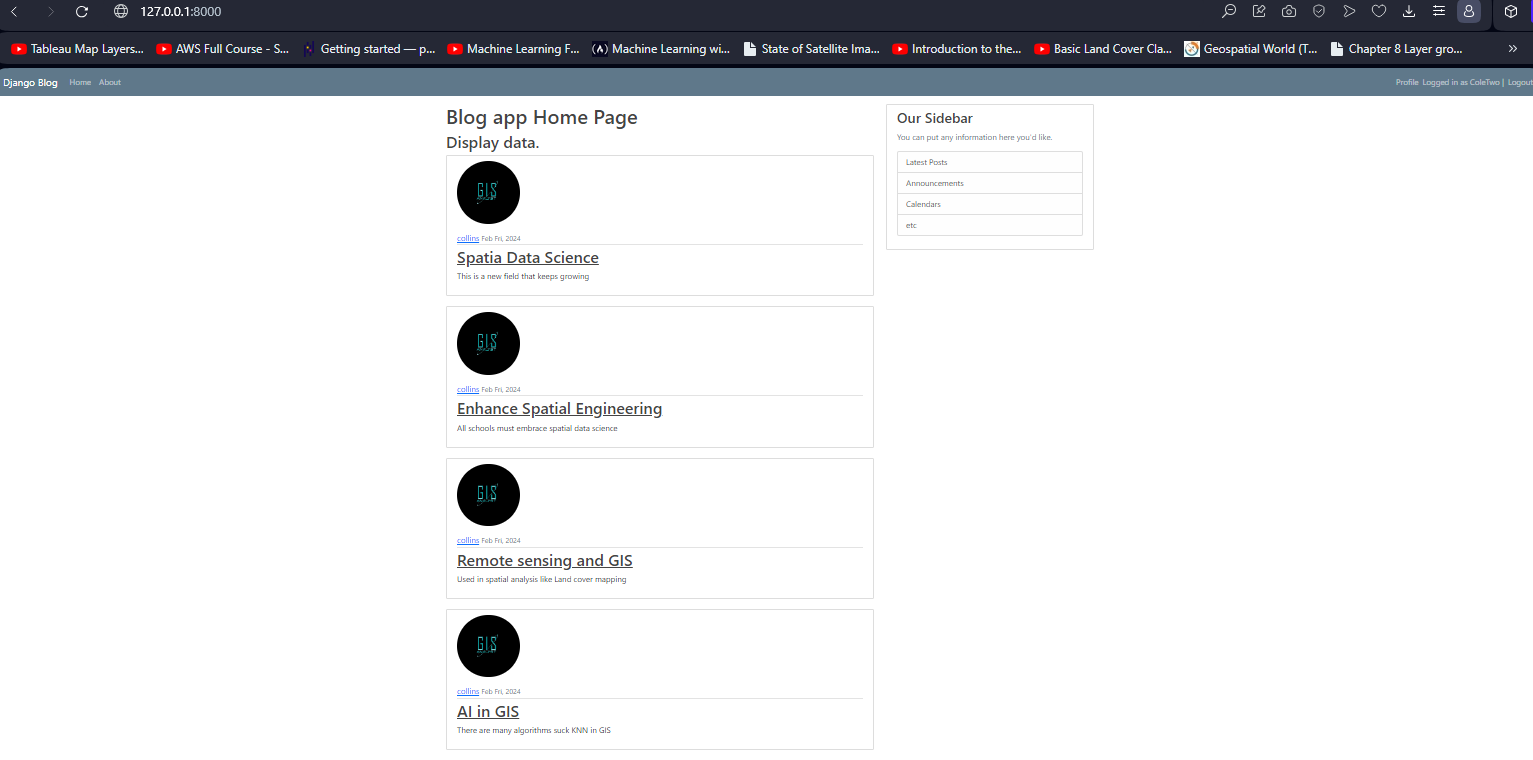 127.0.0.1:8000
Tableau Map Layers... AWS Full Course - S... Getting started — p... Machine Learning F... Machine Learning wi... State of Satellite Ima... Introduction to the... Basic Land Cover Cla... Geospatial World (T... Chapter 8 Layer gro... »
Django Blog Home About Profile Logged in as ColeTwo | Logout
Blog app Home Page
Display data.
GIS
collins Feb Fri, 2024
Spatia Data Science
This is a new field that keeps growing
GIS
collins Feb Fri, 2024
Enhance Spatial Engineering
All schools must embrace spatial data science
GIS
collins Feb Fri, 2024
Remote sensing and GIS
Used in spatial analysis like Land cover mapping
GIS
collins Feb Fri, 2024
AI in GIS
There are many algorithms suck KNN in GIS
Our Sidebar
You can put any information here you'd like.
Latest Posts
Announcements
Calendars
etc